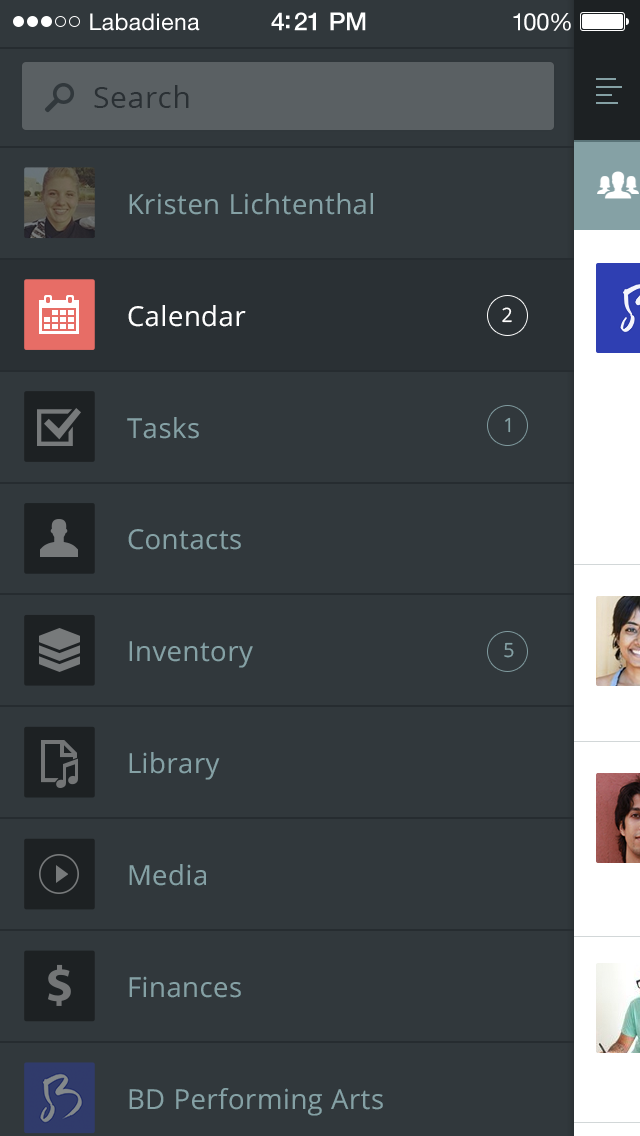 Labadiena 4:21 PM 100%
Search
Kristen Lichtenthal
Calendar 2
Tasks 1
Contacts
Inventory 5
Library
Media
$ Finances
BD Performing Arts